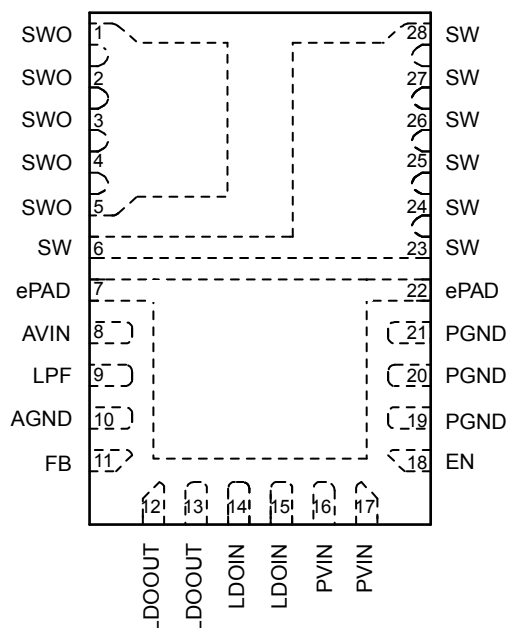 SWO 1 28 SW
SWO 2 27 SW
SWO 3 26 SW
SWO 4 25 SW
SWO 5 24 SW
SW 6 23 SW
ePAD 7 22 ePAD
AVIN 8 21 PGND
LPF 9 20 PGND
AGND 10 19 PGND
FB 11 18 EN
12 13 14 15 16 17
LDOOUT
LDOOUT
LDOIN
LDOIN
PVIN
PVIN